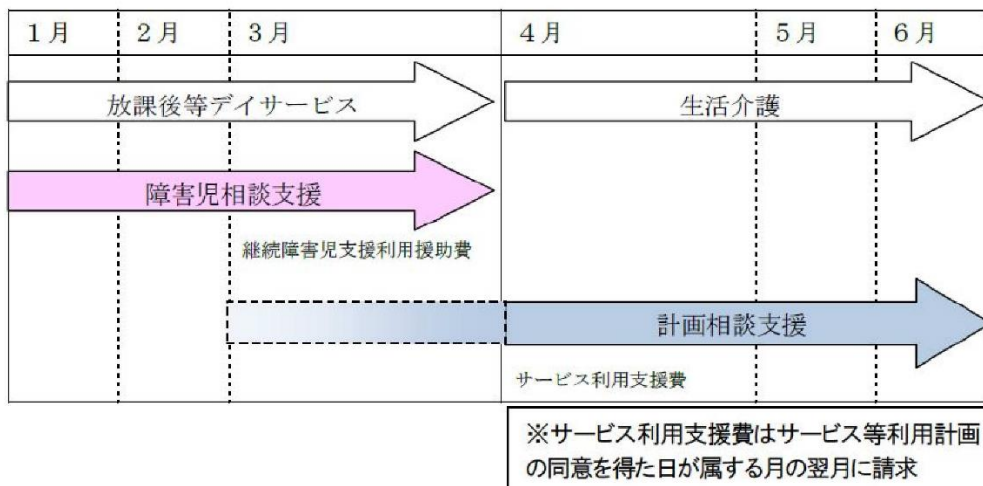 1月 2月 3月 4月 5月 6月
放課後等デイサービス 生活介護
障害児相談支援
継続障害児支援利用援助費
計画相談支援
サービス利用支援費
※サービス利用支援費はサービス等利用計画
の同意を得た日が属する月の翌月に請求